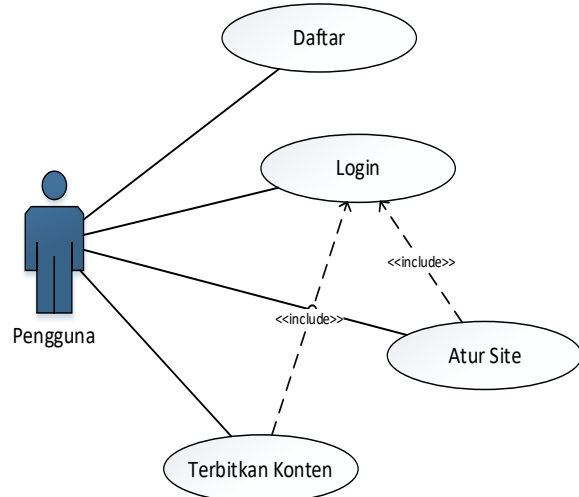 Daftar
Login
<<include>>
<<include>>
Pengguna
Atur Site
Terbitkan Konten